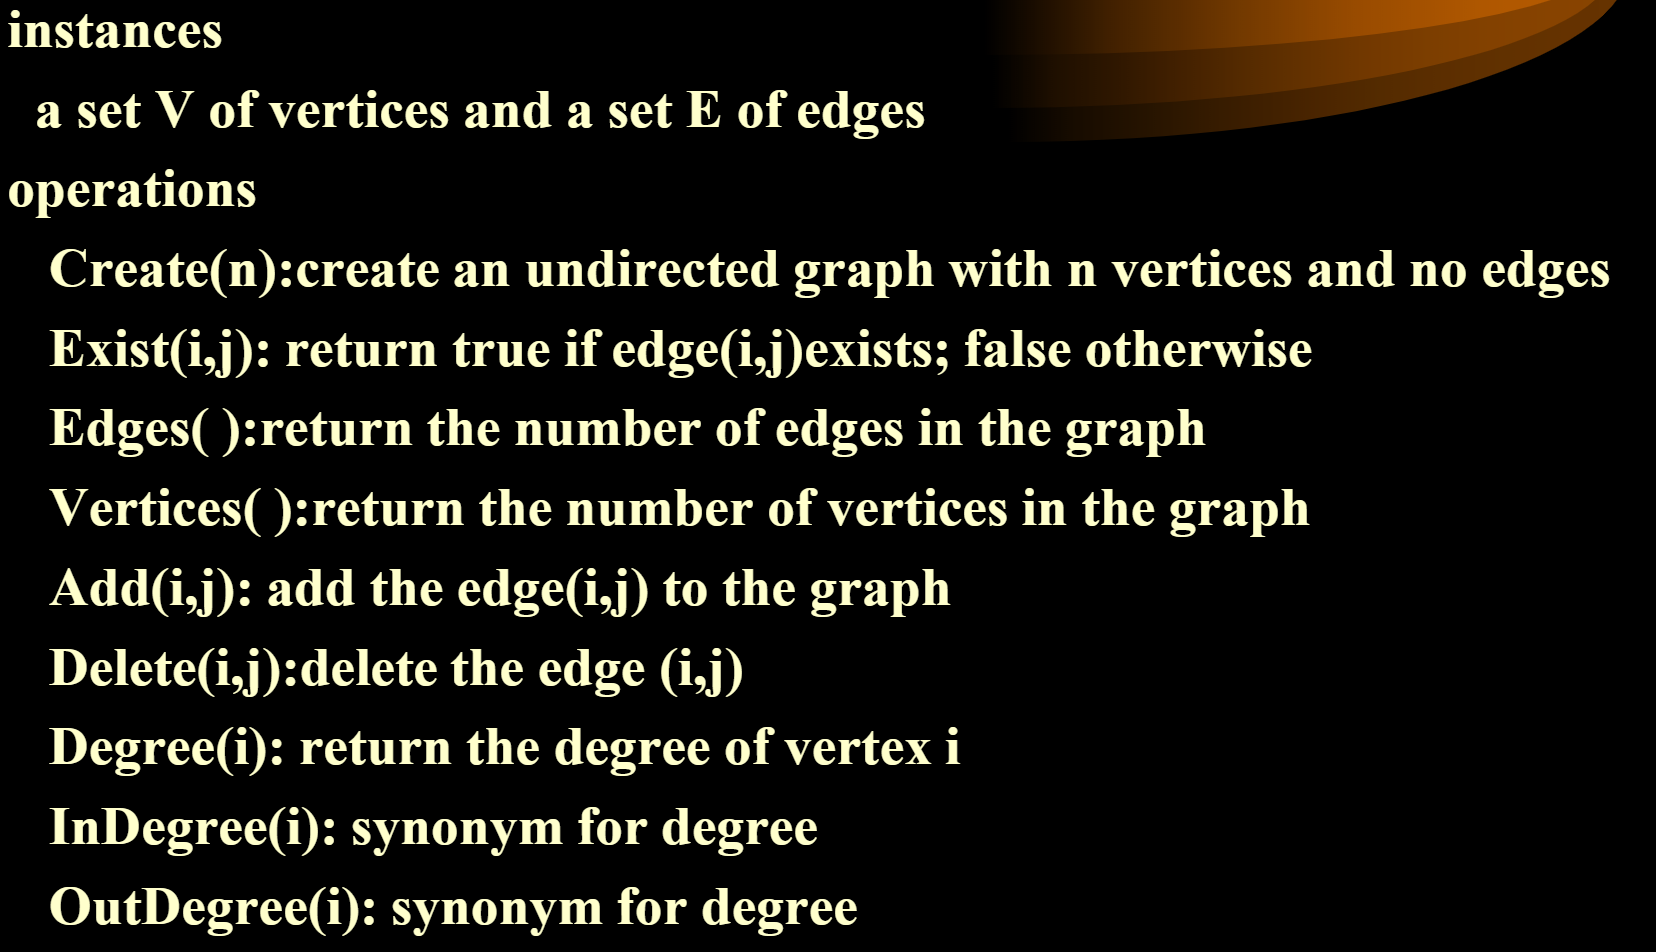 instances
a set V of vertices and a set E of edges
operations
Create(n):create an undirected graph with n vertices and no edges
Exist(i,j): return true if edge(i,j)exists; false otherwise
Edges( ):return the number of edges in the graph
Vertices( ):return the number of vertices in the graph
Add(i,j): add the edge(i,j) to the graph
Delete(i,j):delete the edge (i,j)
Degree(i): return the degree of vertex i
InDegree(i): synonym for degree
OutDegree(i): synonym for degree